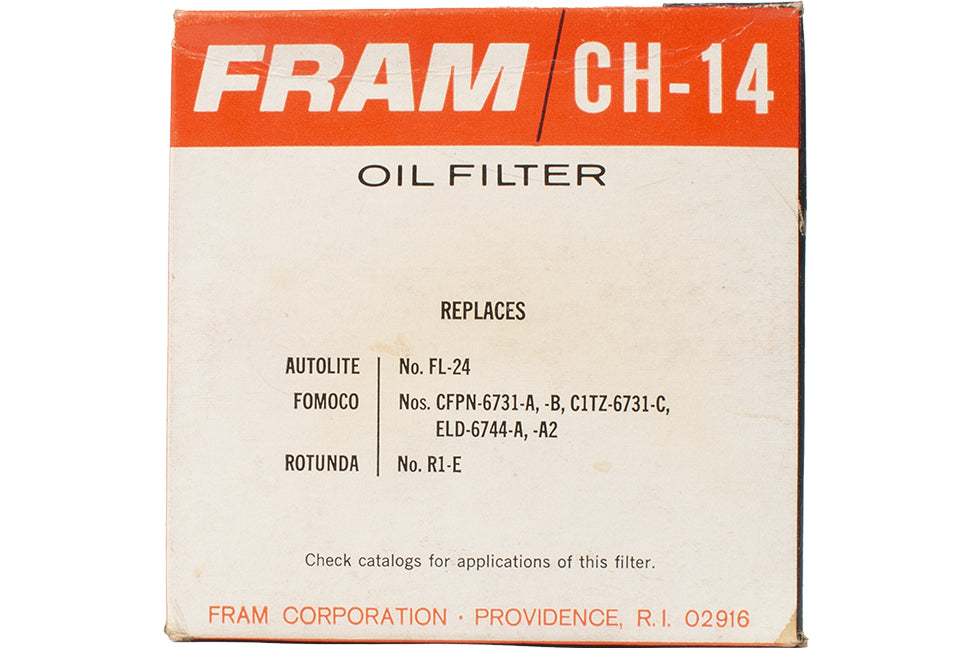 FRAM / CH-14
OIL FILTER
REPLACES
AUTOLITE No. FL-24
FOMOCO Nos. CFPN-6731-A, -B, C1TZ-6731-C,
ELD-6744-A, -A2
ROTUNDA No. R1-E
Check catalogs for applications of this filter.
FRAM CORPORATION · PROVIDENCE, R.I. 02916